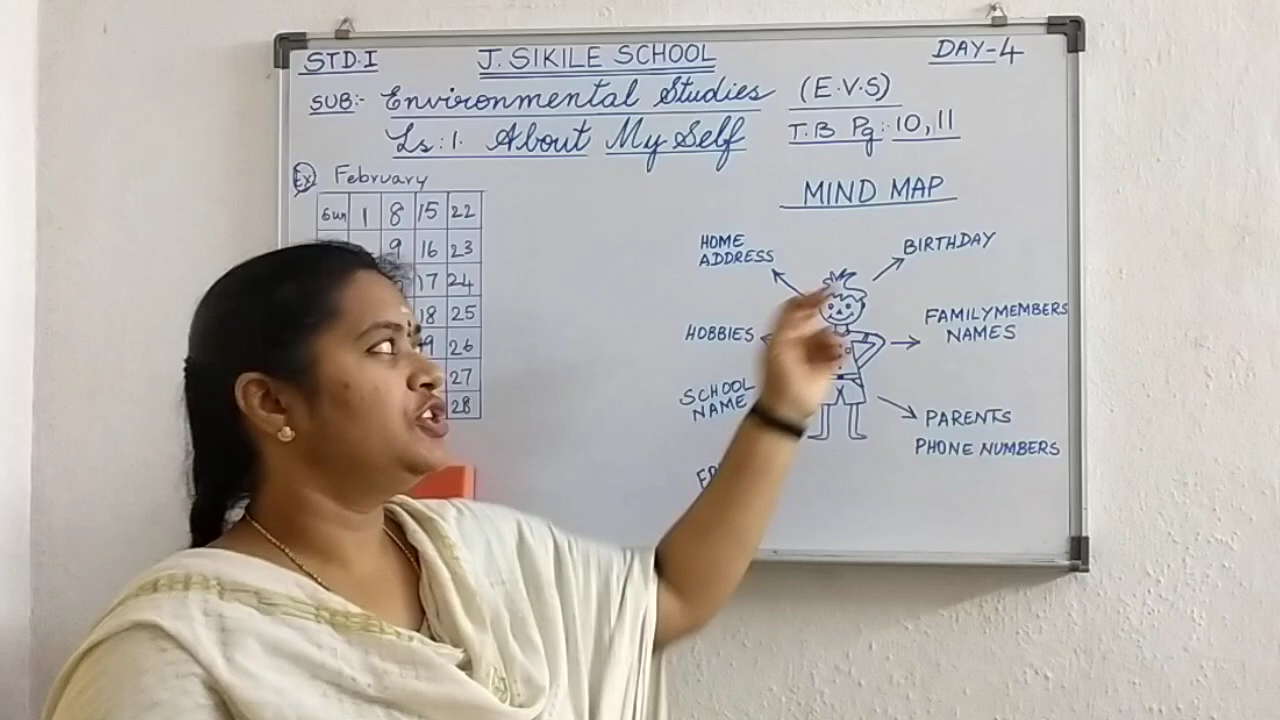 STD.I J. SIKILE SCHOOL DAY-4
SUB:- Environmental Studies (E.V.S)
Ls:1. About My Self T.B Pg:-10,11
Ex February
MIND MAP
Sun 1 8 15 22
9 16 23
17 24
18 25
26
27
28
HOME
ADDRESS
BIRTHDAY
HOBBIES
FAMILYMEMBERS
NAMES
SCHOOL
NAME
PARENTS
PHONE NUMBERS